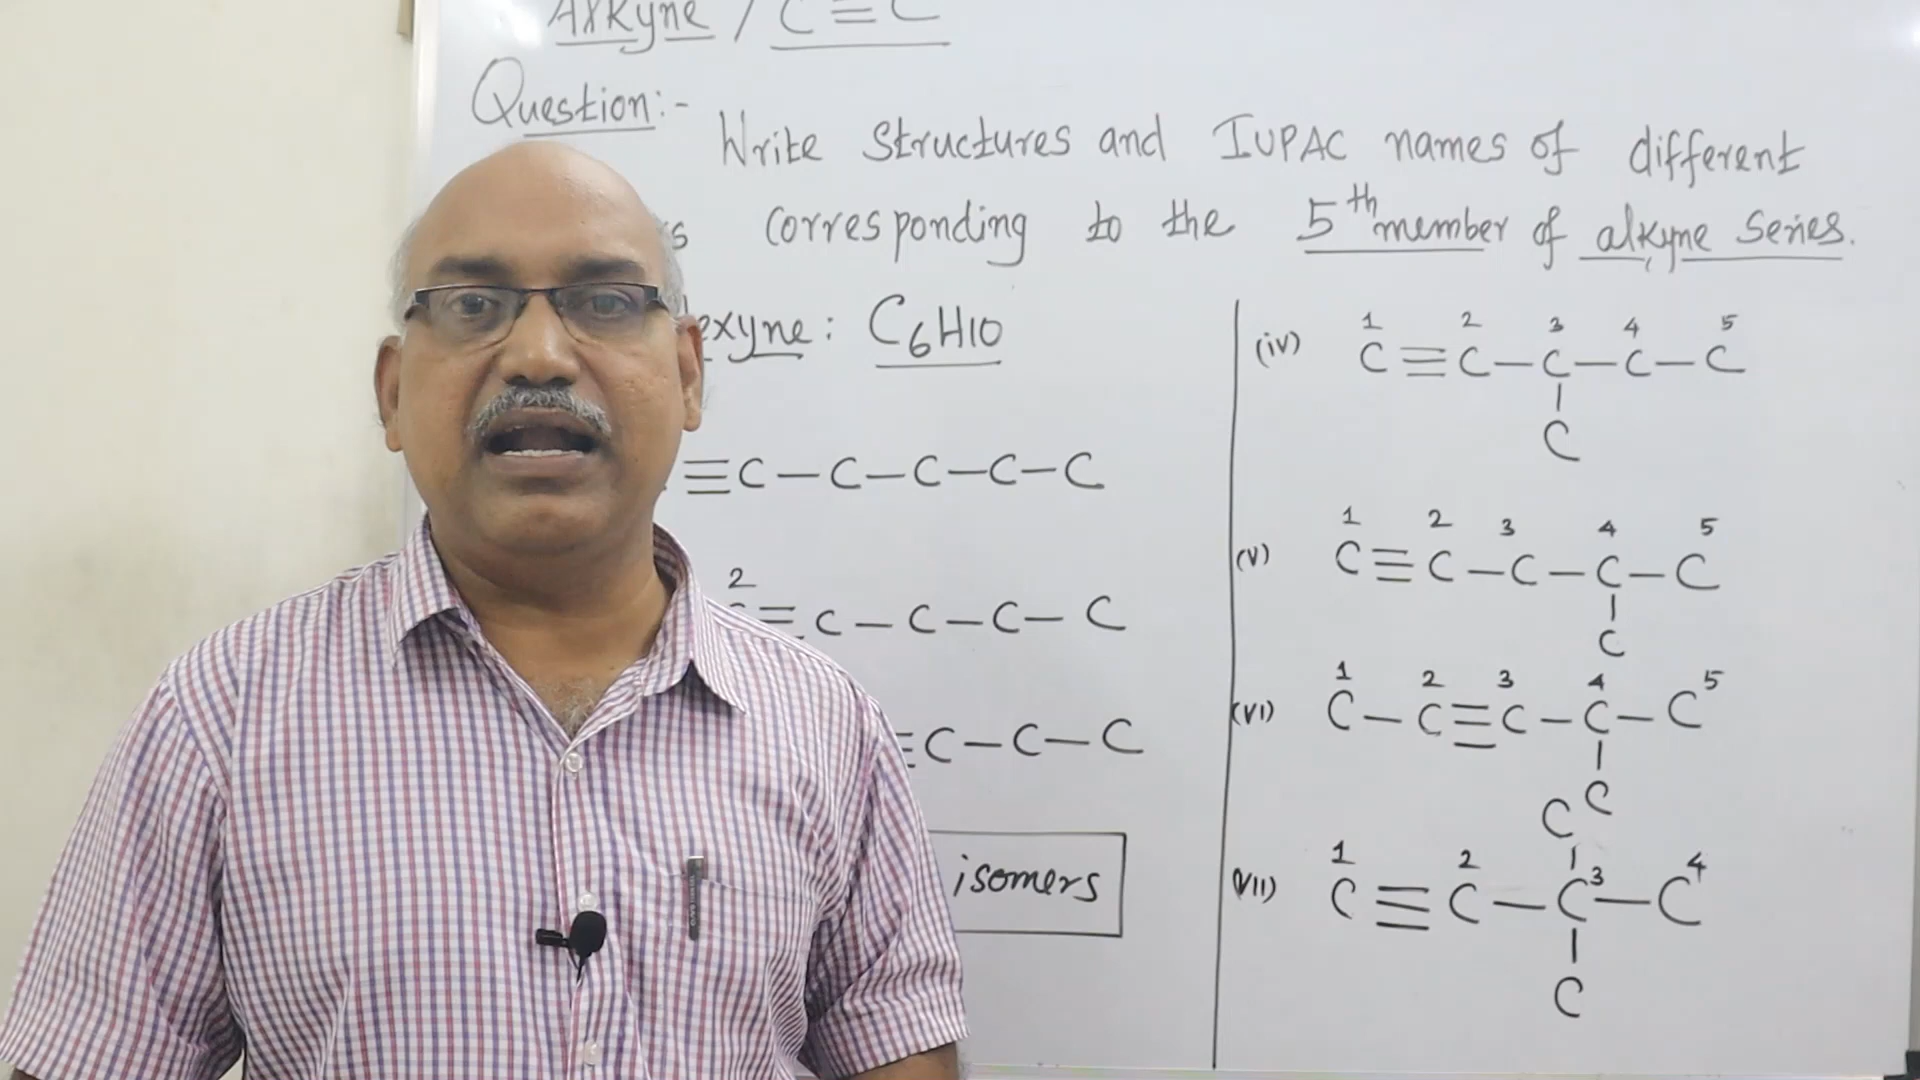 Alkyne / C≡C
Question:-
Write Structures and IUPAC names of different
corresponding to the 5th member of alkyne Series.
exyne: C6H10
≡C–C–C–C–C
2
≡C–C–C–C
≡C–C–C
isomers
(iv) 1 2 3 4 5
C≡C–C–C–C
C
(v) 1 2 3 4 5
C≡C–C–C–C
C
(VI) 1 2 3 4 5
C–C≡C–C–C
C
C
(VII) 1 2 3 4
C≡C–C–C
C